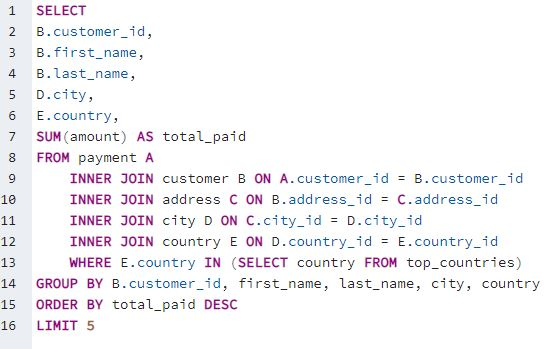 1 SELECT
2 B.customer_id,
3 B.first_name,
4 B.last_name,
5 D.city,
6 E.country,
7 SUM(amount) AS total_paid
8 FROM payment A
9 INNER JOIN customer B ON A.customer_id = B.customer_id
10 INNER JOIN address C ON B.address_id = C.address_id
11 INNER JOIN city D ON C.city_id = D.city_id
12 INNER JOIN country E ON D.country_id = E.country_id
13 WHERE E.country IN (SELECT country FROM top_countries)
14 GROUP BY B.customer_id, first_name, last_name, city, country
15 ORDER BY total_paid DESC
16 LIMIT 5